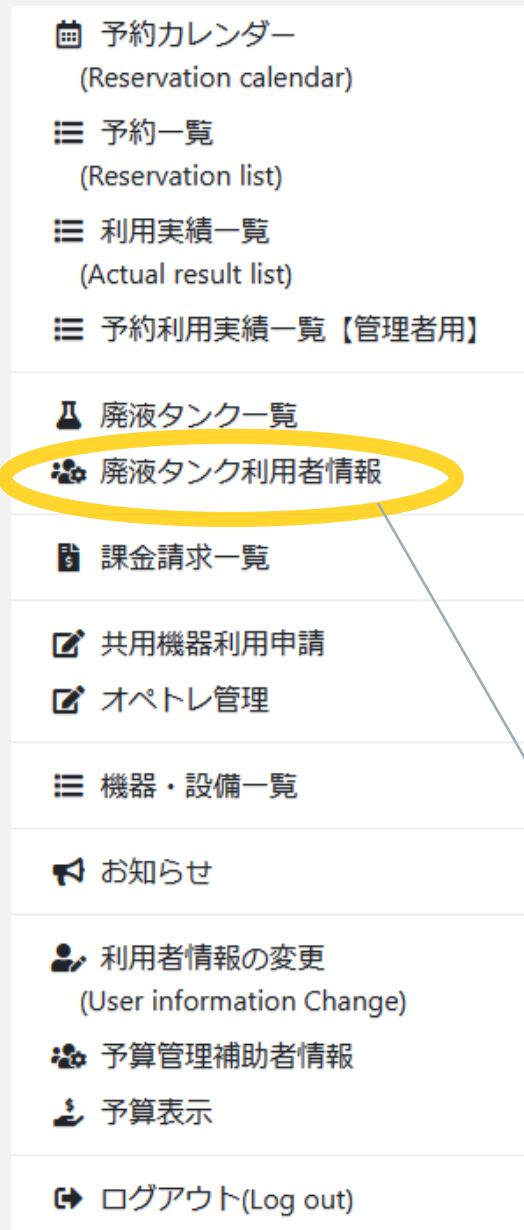 予約カレンダー
(Reservation calendar)
予約一覧
(Reservation list)
利用実績一覧
(Actual result list)
予約利用実績一覧【管理者用】
廃液タンク一覧
廃液タンク利用者情報
課金請求一覧
共用機器利用申請
オペトレ管理
機器・設備一覧
お知らせ
利用者情報の変更
(User information Change)
予算管理補助者情報
予算表示
ログアウト(Log out)